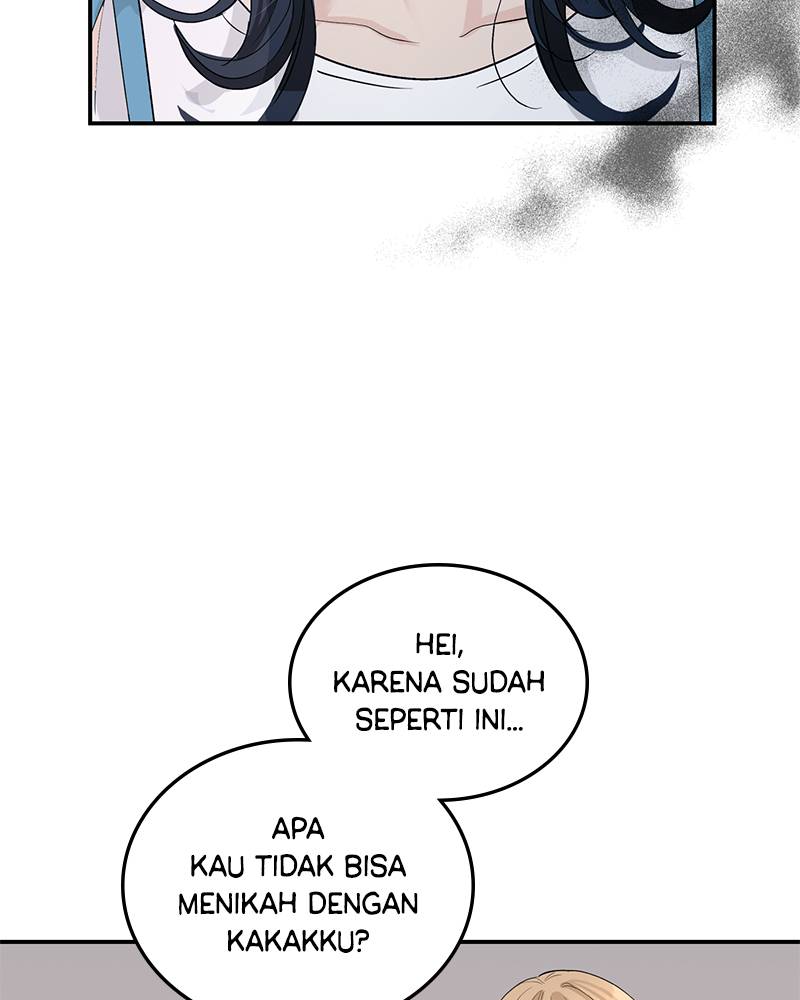 HEI,
KARENA SUDAH
SEPERTI INI...
APA
KAU TIDAK BISA
MENIKAH DENGAN
KAKAKKU?